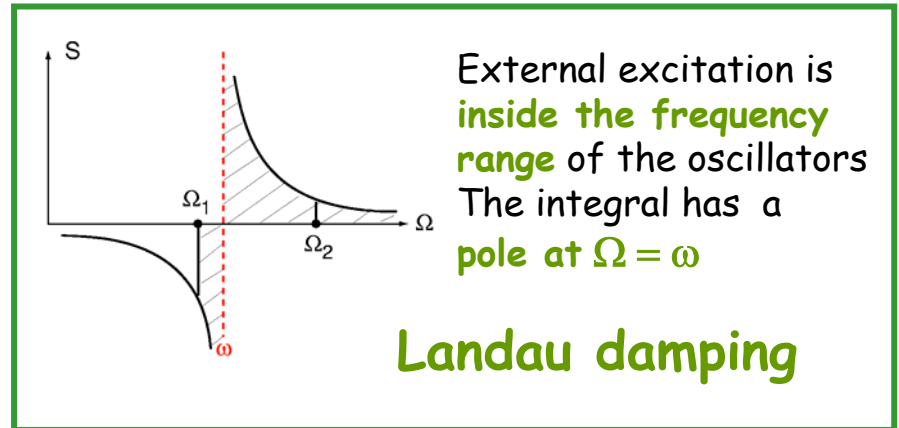 S
Ω₁
Ω
Ω₂
ω
External excitation is
inside the frequency
range of the oscillators
The integral has a
pole at Ω = ω
Landau damping